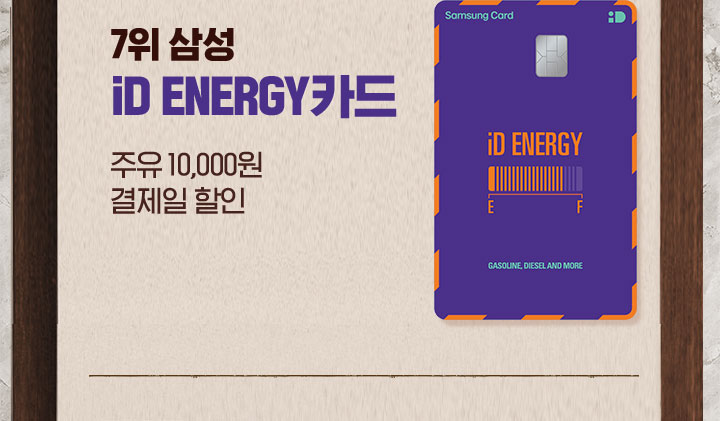 7위 삼성
iD ENERGY카드
주유 10,000원
결제일 할인
Samsung Card
iD
iD ENERGY
E F
GASOLINE, DIESEL AND MORE